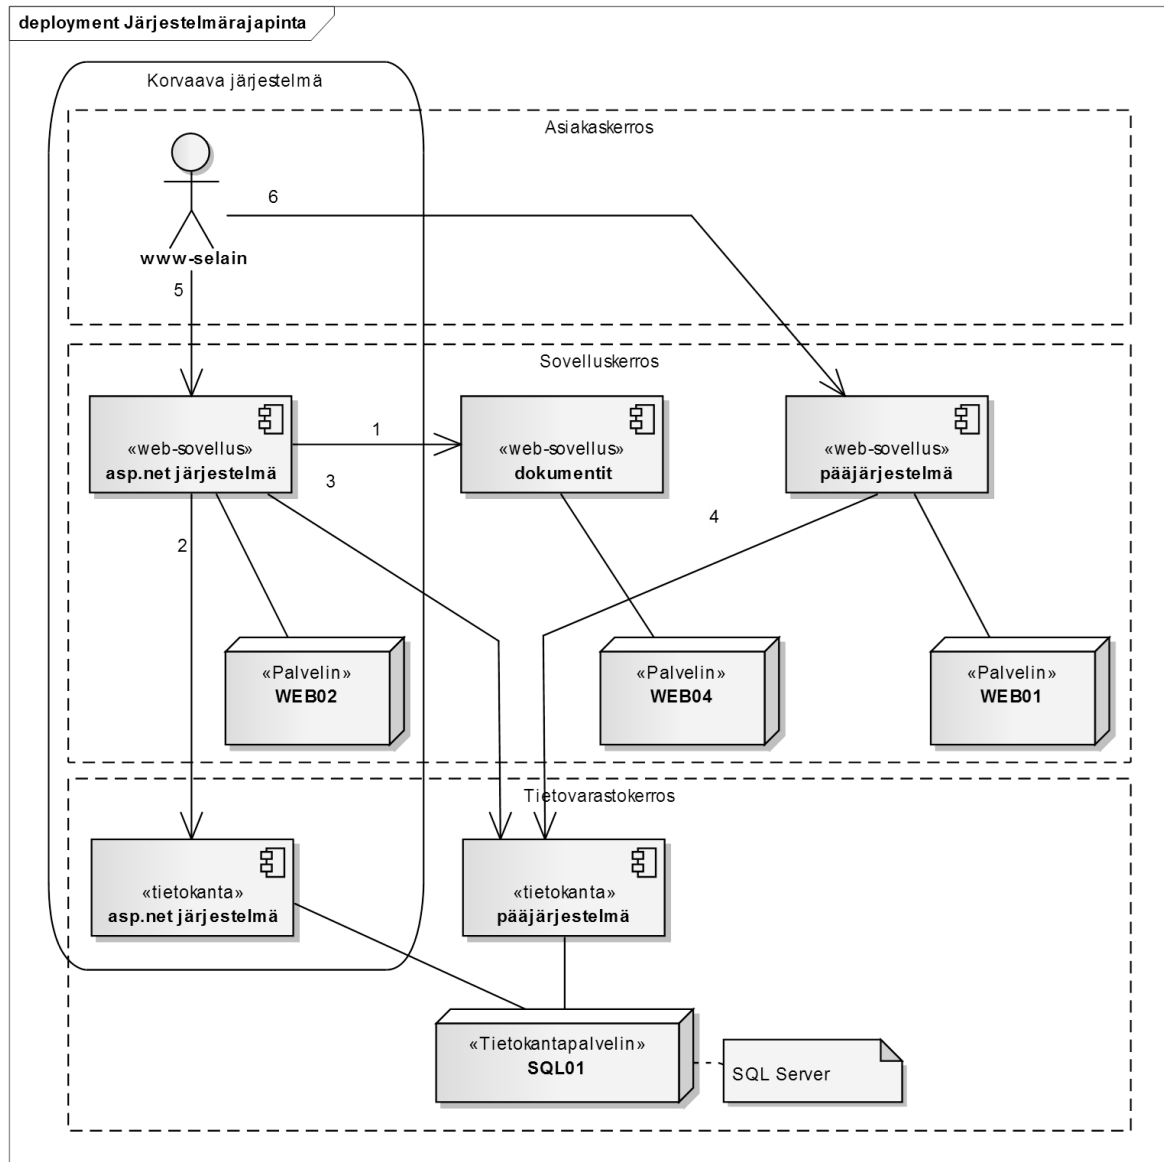 deployment Järjestelmärajapinta
Korvaava järjestelmä
Asiakaskerros
6
www-selain
5
Sovelluskerros
«web-sovellus»
asp.net järjestelmä
1
«web-sovellus»
dokumentit
«web-sovellus»
pääjärjestelmä
3
4
2
«Palvelin»
WEB02
«Palvelin»
WEB04
«Palvelin»
WEB01
Tietovarastokerros
«tietokanta»
asp.net järjestelmä
«tietokanta»
pääjärjestelmä
«Tietokantapalvelin»
SQL01
SQL Server